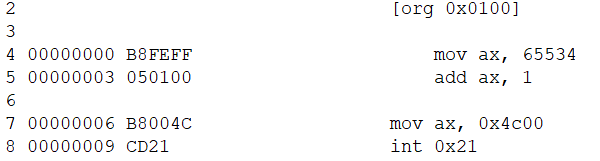 2 [org 0x0100]
3
4 00000000 B8FEFF mov ax, 65534
5 00000003 050100 add ax, 1
6
7 00000006 B8004C mov ax, 0x4c00
8 00000009 CD21 int 0x21